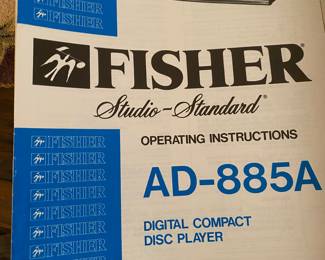 FISHER
FISHER
FISHER®
Studio-Standard®
OPERATING INSTRUCTIONS
FISHER
FISHER
AD-885A
FISHER
FISHER
DIGITAL COMPACT
FISHER
DISC PLAYER
FISHER
FISHER